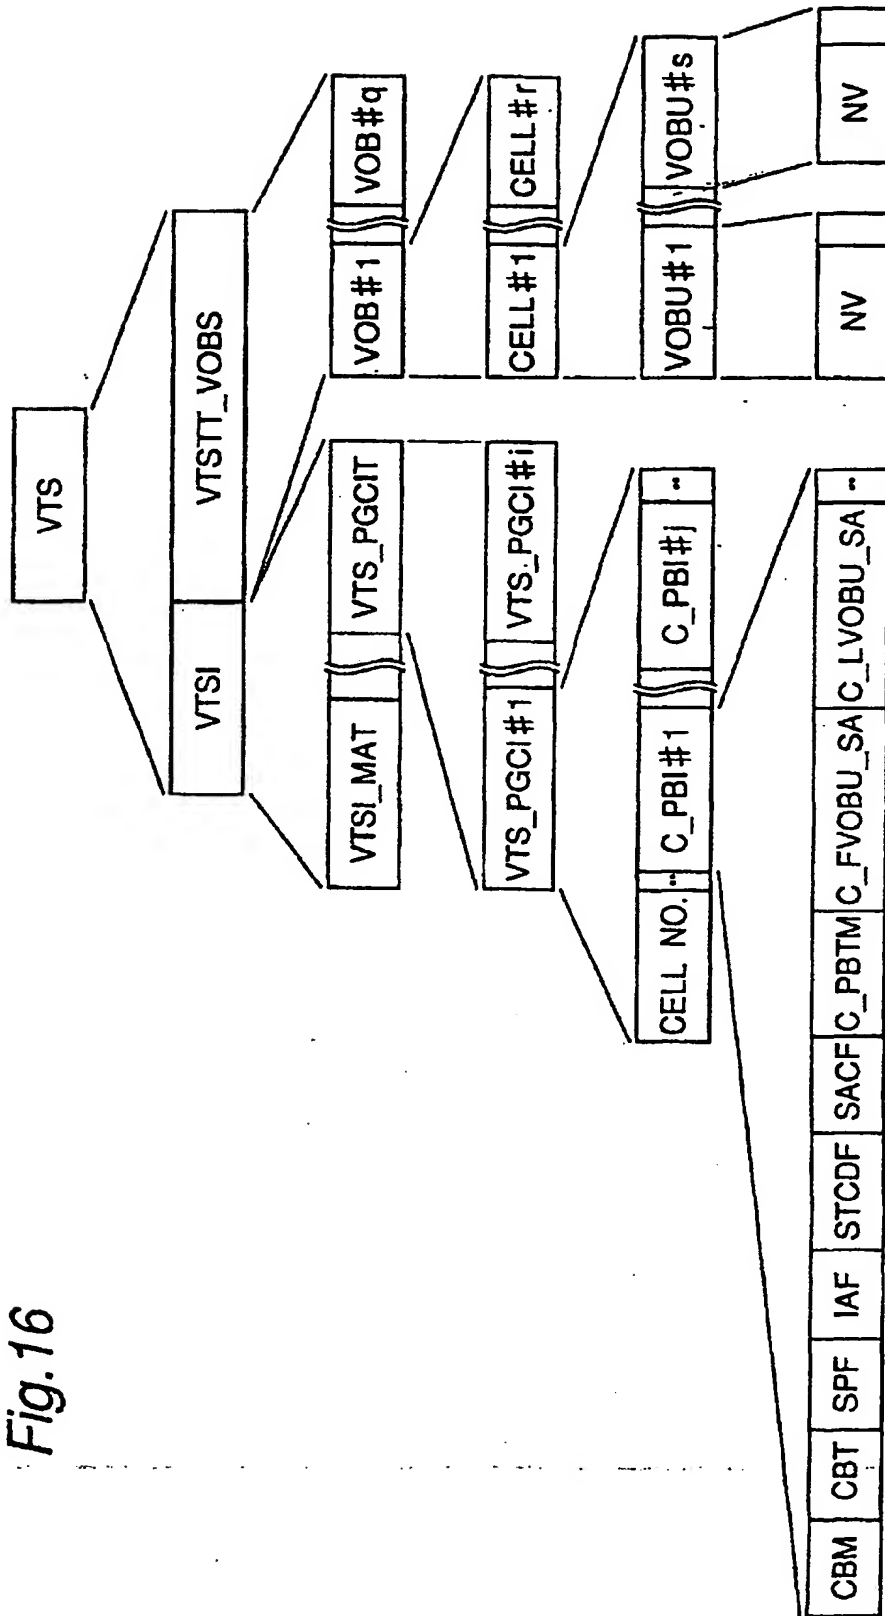 Fig.16
VTS
VTSI VTSTT_VOBS
VTSI_MAT VTS_PGCIT VOB#1 VOB#q
VTS_PGCI#1 VTS_PGCI#i CELL#1 CELL#r
CELL NO. .. C_PBI#1 C_PBI#j .. VOBU#1 VOBU#s
CBM CBT SPF IAF STCDF SACF C_PBTM C_FVOBU_SA C_LVOBU_SA .. NV NV